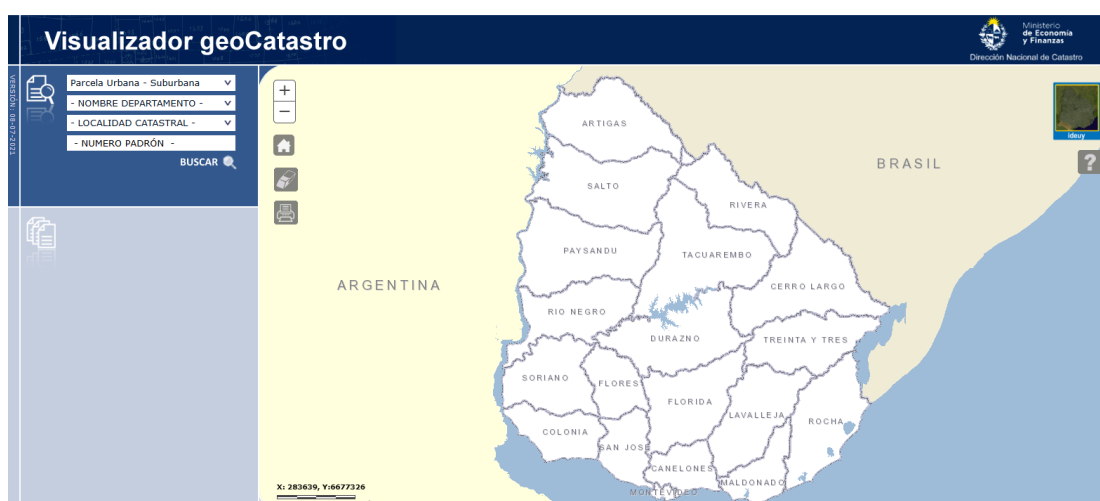 Visualizador geoCatastro
Ministerio
de Economía
y Finanzas
Dirección Nacional de Catastro
VERSIÓN: 08-07-2021
Parcela Urbana - Suburbana
- NOMBRE DEPARTAMENTO -
- LOCALIDAD CATASTRAL -
- NUMERO PADRÓN -
BUSCAR
+
−
ideuy
?
ARTIGAS
BRASIL
SALTO
RIVERA
PAYSANDU
TACUAREMBO
ARGENTINA
CERRO LARGO
RIO NEGRO
DURAZNO
TREINTA Y TRES
SORIANO
FLORES
FLORIDA
LAVALLEJA
ROCHA
COLONIA
SAN JOSE
CANELONES
MALDONADO
MONTEVIDEO
X: 283639, Y:6677326